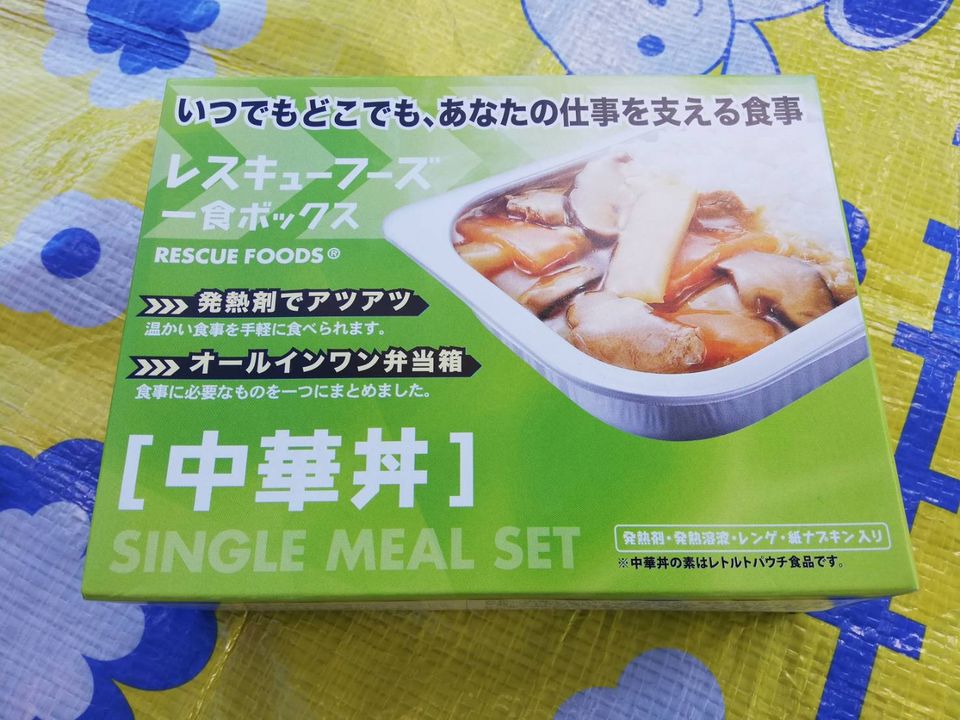 いつでもどこでも、あなたの仕事を支える食事
レスキューフーズ
一食ボックス
RESCUE FOODS®
発熱剤でアツアツ
温かい食事を手軽に食べられます。
オールインワン弁当箱
食事に必要なものを一つにまとめました。
[中華丼]
SINGLE MEAL SET
発熱剤・発熱溶液・レンゲ・紙ナプキン入り
※中華丼の素はレトルトパウチ食品です。